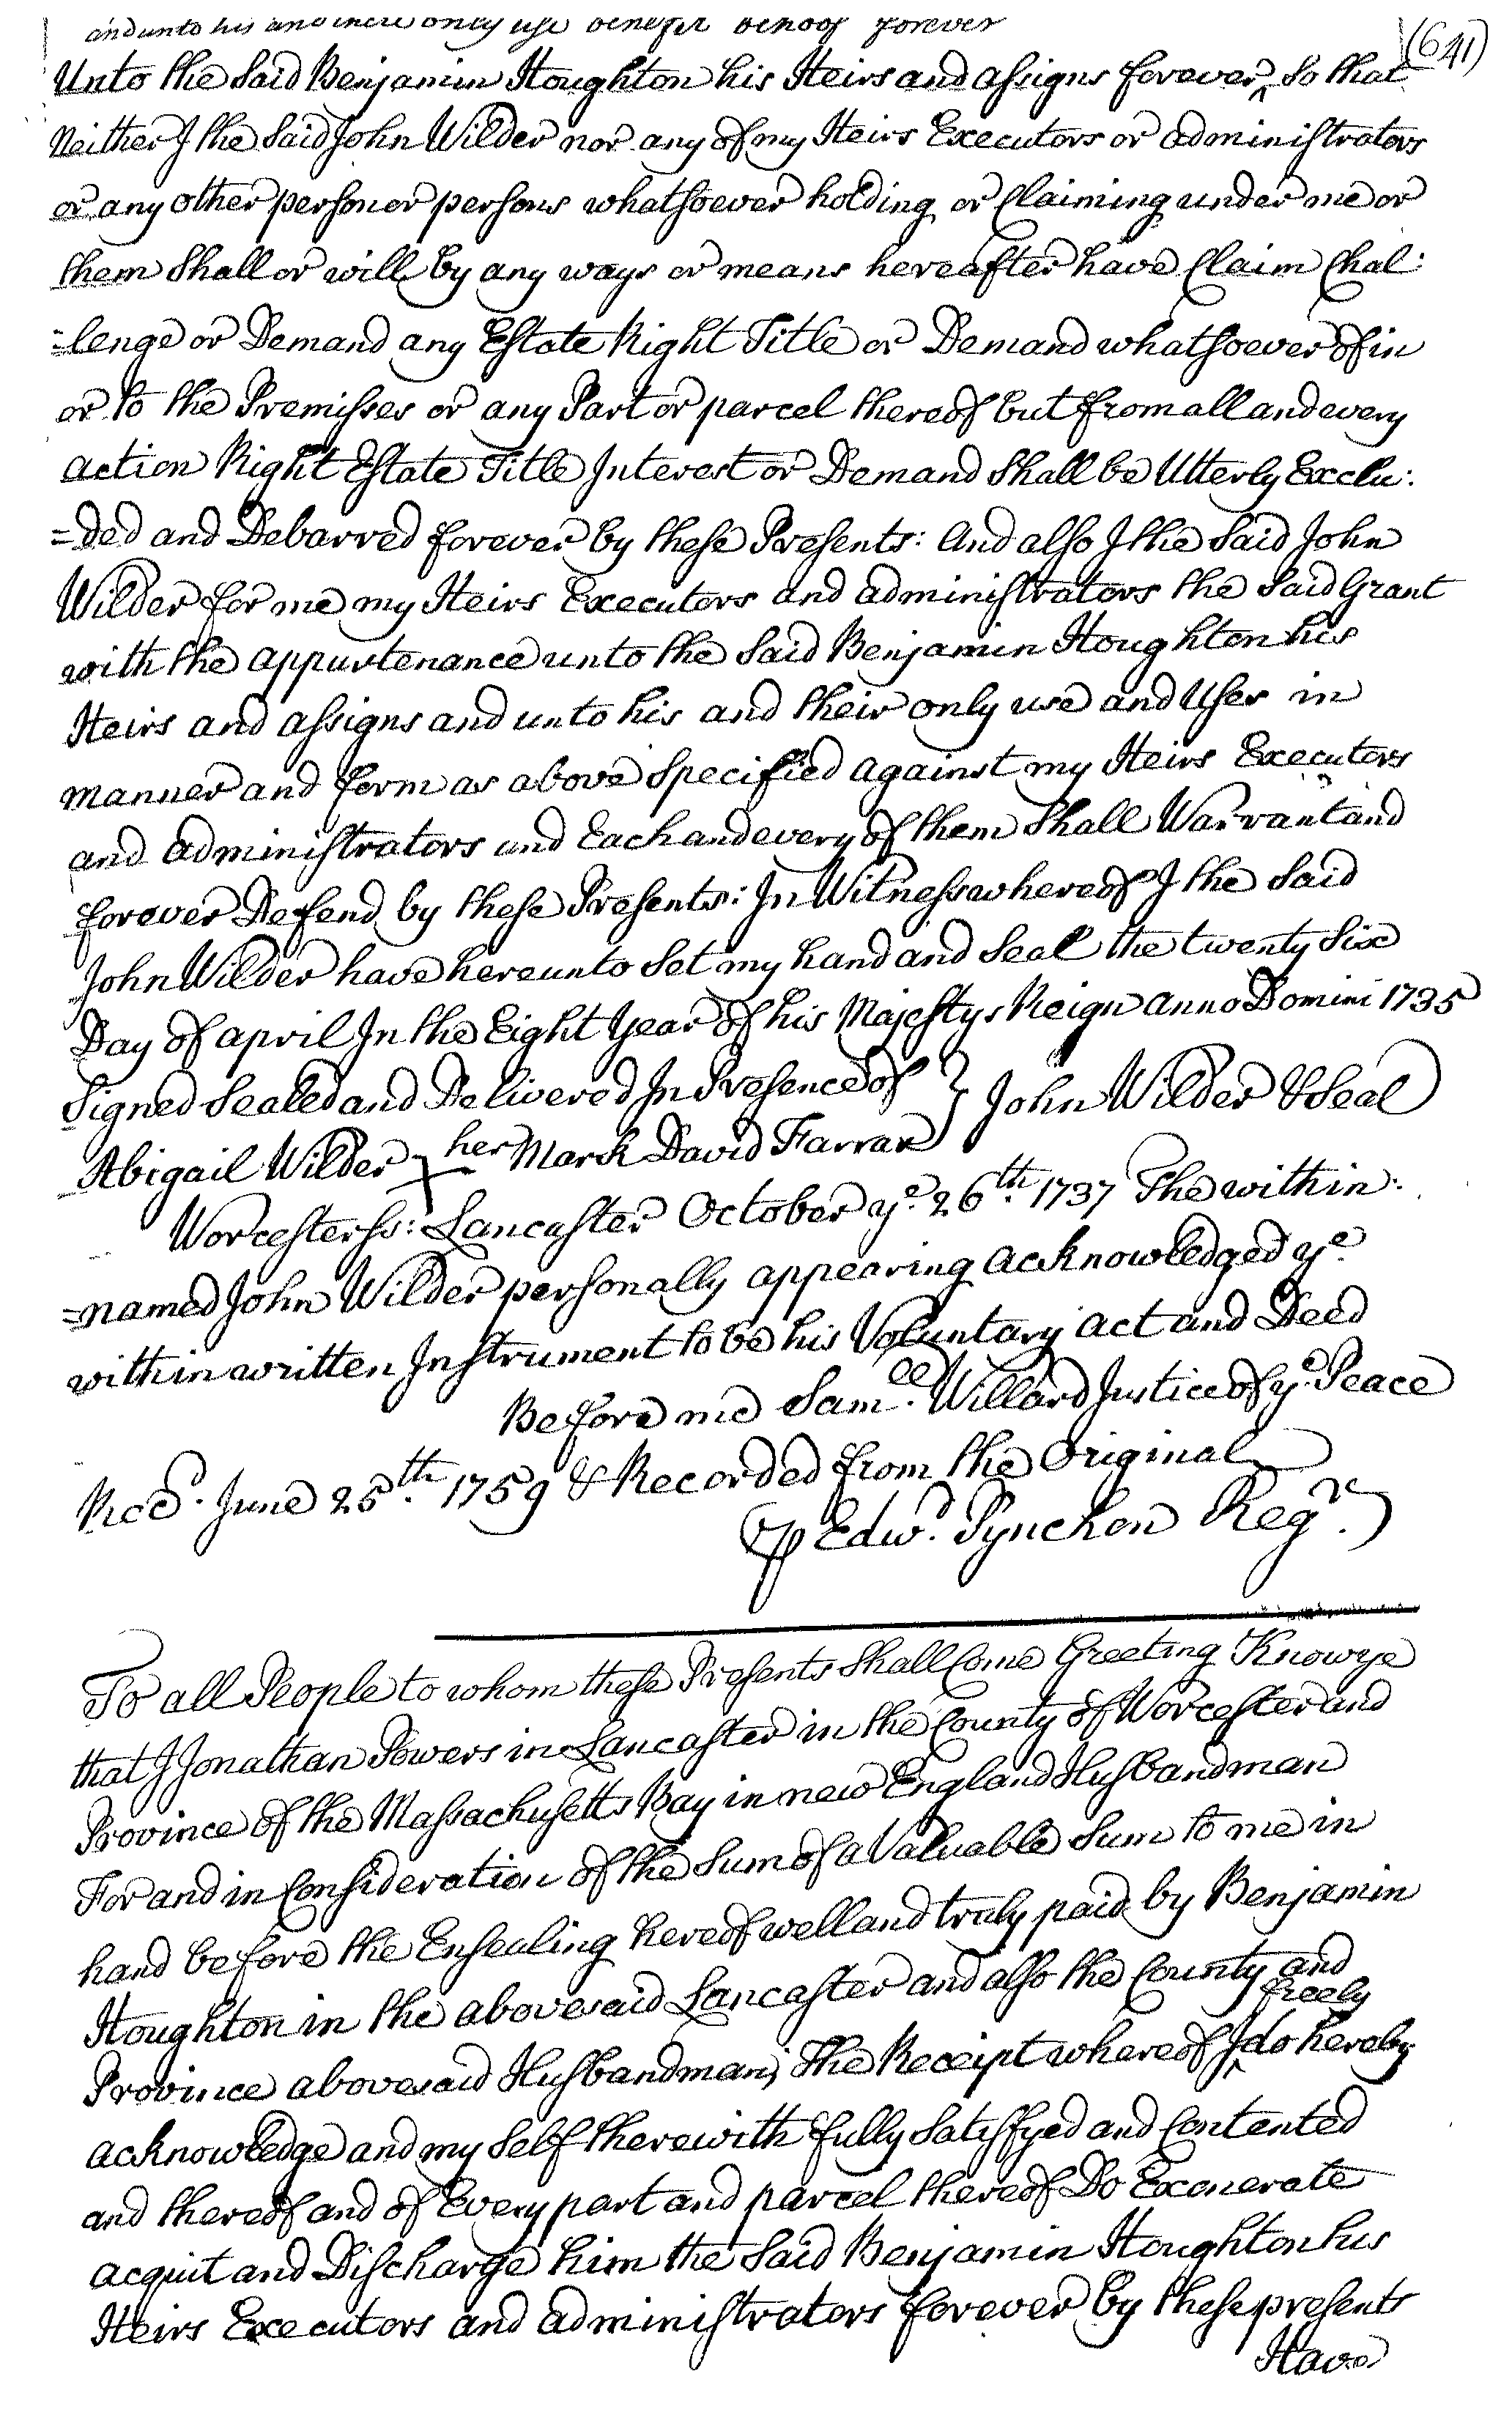 and unto his and their only use benefit behoof forever
(641)
Unto the Said Benjamin Houghton his Heirs and assigns forever ‸ So that
Neither I the Said John Wilder nor any of my Heirs Executors or administrators
or any other person or persons whatsoever holding or Claiming under me or
them Shall or will by any ways or means hereafter have Claim Chal:
=lenge or Demand any Estate Right Title or Demand whatsoever of in
or to the Premisses or any Part or parcel thereof but from all and every
action Right Estate Title Interest or Demand Shall be Utterly Exclu:
=ded and Debarred forever by these Presents: And also I the Said John
Wilder for me my Heirs Executors and administrators the Said Grant
with the appurtenance unto the Said Benjamin Houghton his
Heirs and assigns and unto his and their only use and Uses in
manner and form as above Specified against my Heirs Executors
and administrators and Each and every of them Shall Warrant and
forever Defend by these Presents: In Witness whereof I the Said
John Wilder have hereunto Set my hand and Seal the twenty Six
Day of april In the Eight Year of his Majestys Reign anno Domini 1735
Signed Sealed and Delivered In Presence of } John Wilder & Seal
Abigail Wilder + her Mark David Farrar
Worcester ss: Lancaster October ye. 26th. 1737 The within:
=named John Wilder personally appearing acknowledged ye.
within written Instrument to be his Voluntary act and Deed
Before me Samll. Willard Justice of ye. Peace
Recd. June 25th. 1759 & Recorded from the Original
⅌ Edwd. Pynchon Regr.
To all People to whom these Presents Shall Come Greeting Know ye
that I Jonathan Powers in Lancaster in the County of Worcester and
Province of the Massachusetts Bay in new England Husbandman
For and in Consideration of the Sum of a Valuable Sum to me in
hand before the Ensealing hereof well and truly paid by Benjamin
Houghton in the abovesaid Lancaster and also the County and
freely
Province abovesaid Husbandman; The Receipt whereof I ‸ do hereby
acknowledge and my Self therewith fully Satisfyed and Contented
and thereof and of Every part and parcel thereof Do Exonerate
acquit and Discharge him the Said Benjamin Houghton his
Heirs Executors and administrators forever by these presents
Have